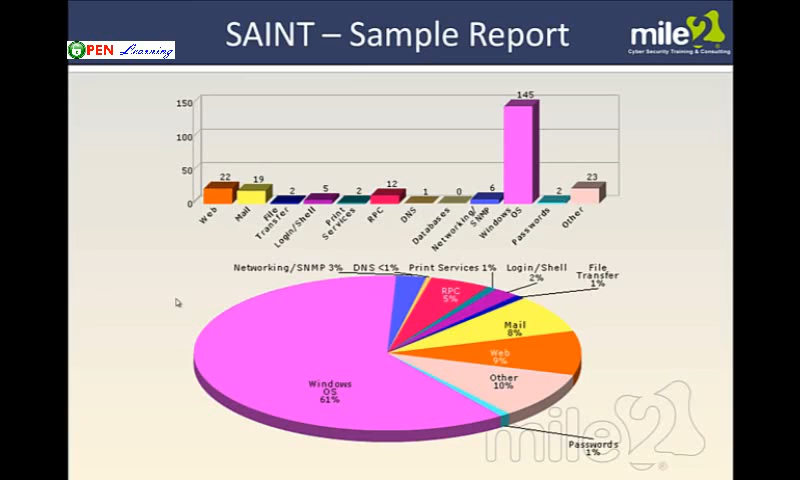 SAINT – Sample Report
OPEN Learning
mile2
Cyber Security Training & Consulting
150
100
50
0
22
19
2
5
2
12
1
0
6
145
2
23
Web
Mail
File
Transfer
Login/Shell
Print
Services
RPC
DNS
Databases
Networking/
SNMP
Windows
OS
Passwords
Other
Networking/SNMP 3%
DNS <1%
Print Services 1%
Login/Shell
2%
File
Transfer
1%
RPC
5%
Mail
8%
Web
9%
Other
10%
Windows
OS
61%
Passwords
1%
mile2